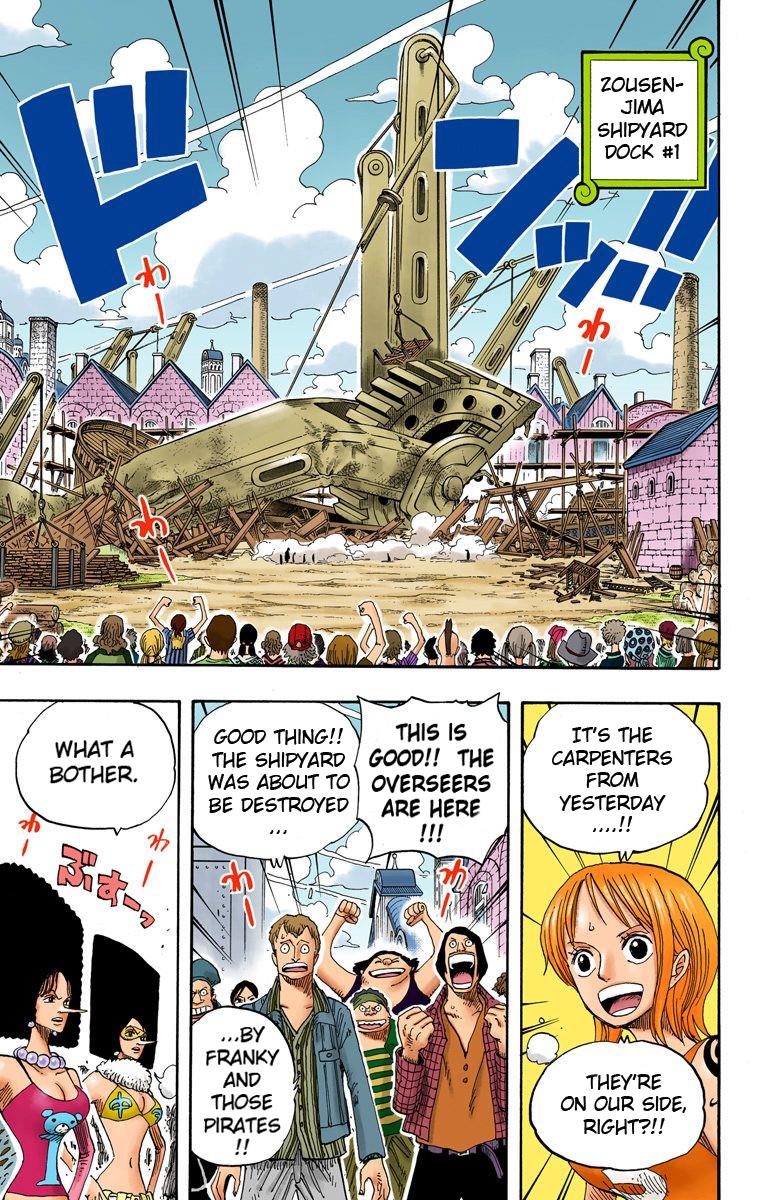 ZOUSEN-
JIMA
SHIPYARD
DOCK #1
ドンッ!!
わー
わー
わー
IT'S THE
CARPENTERS
FROM
YESTERDAY
....!!
THEY'RE
ON OUR SIDE,
RIGHT?!!
THIS IS
GOOD!! THE
OVERSEERS
ARE HERE
!!!
GOOD THING!!
THE SHIPYARD
WAS ABOUT TO
BE DESTROYED
...
わー
わー
...BY
FRANKY
AND
THOSE
PIRATES
!!
WHAT A
BOTHER.
わー
わー
ぶすーっ